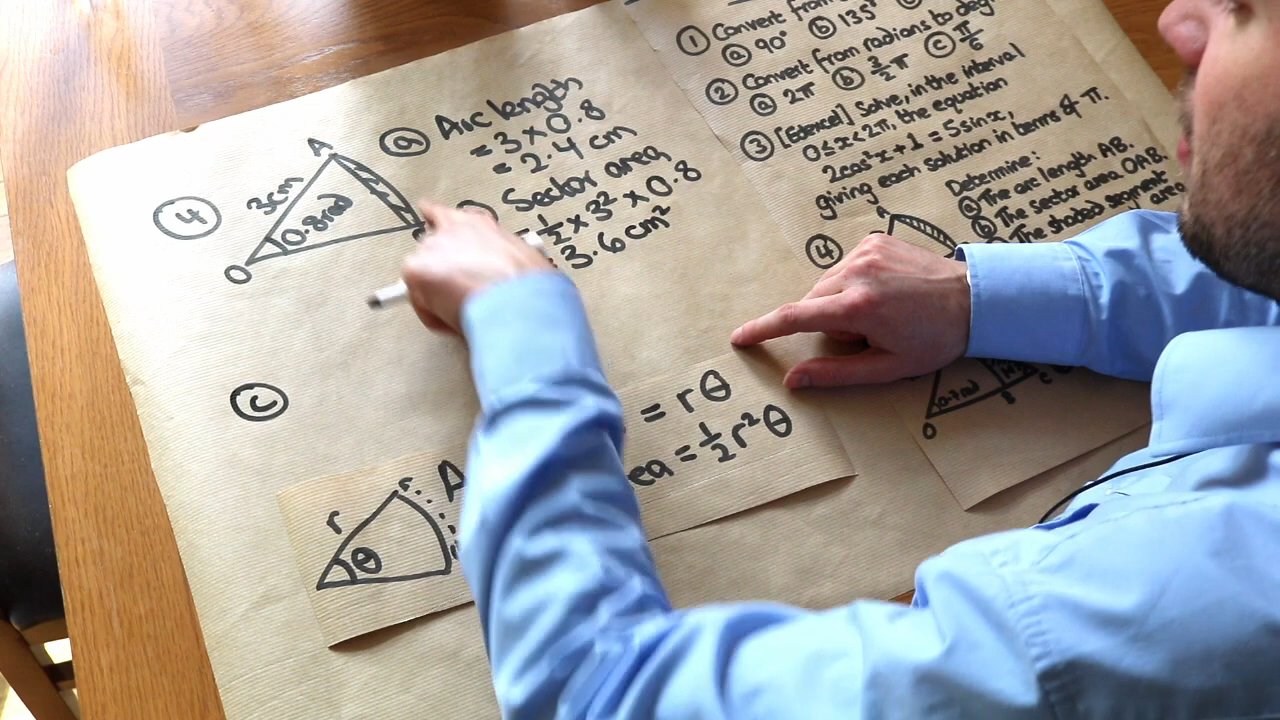 ④
A
3cm
0.8rad
O
ⓐ Arc length
= 3 × 0.8
= 2.4 cm
Sector area
= ½ × 3² × 0.8
3.6 cm²
ⓒ
r
r
θ
A
= rθ
ea = ½r²θ
① Convert from
ⓐ 90° ⓑ 135°
② Convert from radians to deg
ⓐ 2π ⓑ 3/2 π ⓒ π/6
③ [Edexcel] Solve, in the interval
0 ≤ x < 2π, the equation
2cos²x + 1 = 5sinx,
giving each solution in terms of π.
④
Determine:
ⓐ The arc length AB.
ⓑ The sector area OAB.
The shaded segment
area
0.7rad
O
B
C